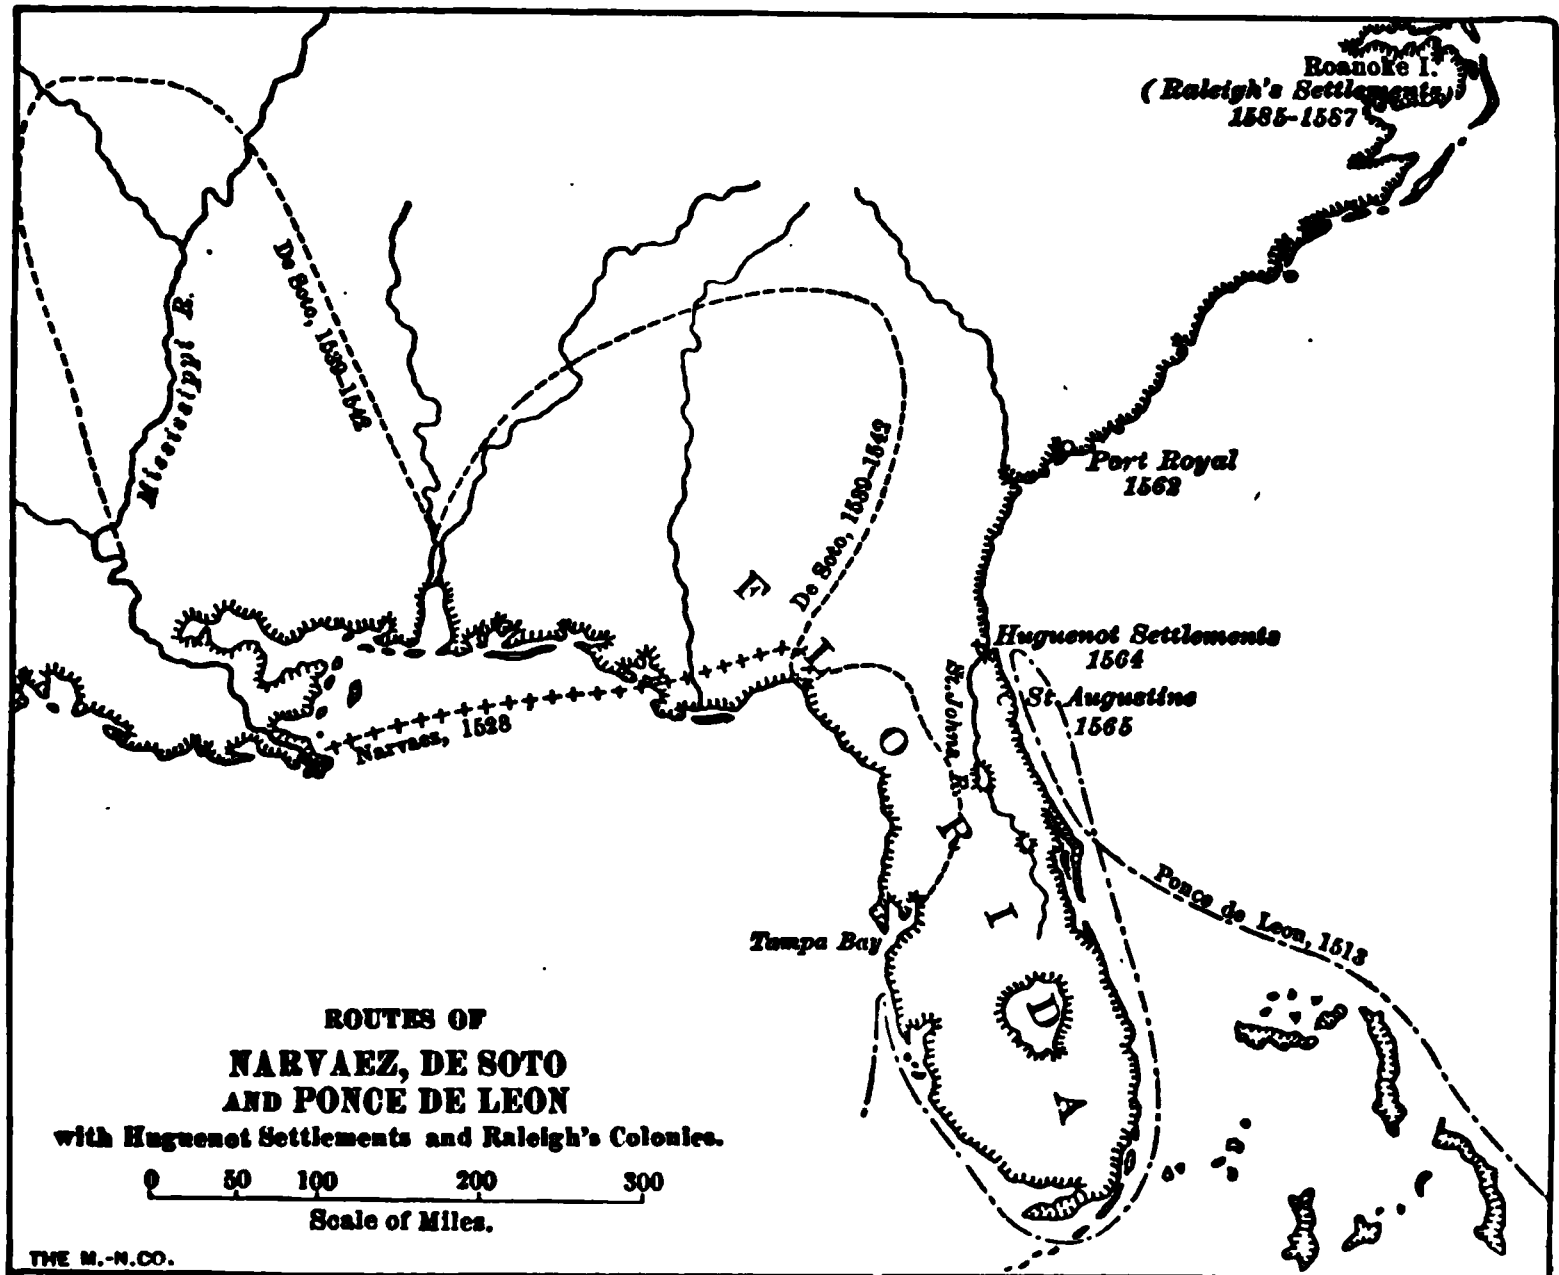 Roanoke I.
(Raleigh's Settlements)
1585-1587
De Soto, 1539-1542
Mississippi R.
De Soto, 1539-1542
Port Royal
1562
Huguenot Settlements
1564
St. Augustine
1565
St. Johns R.
Narvaez, 1528
FLORIDA
Ponce de Leon, 1513
Tampa Bay
ROUTES OF
NARVAEZ, DE SOTO
AND PONCE DE LEON
with Huguenot Settlements and Raleigh's Colonies.
0 50 100 200 300
Scale of Miles.
THE M.-N.CO.